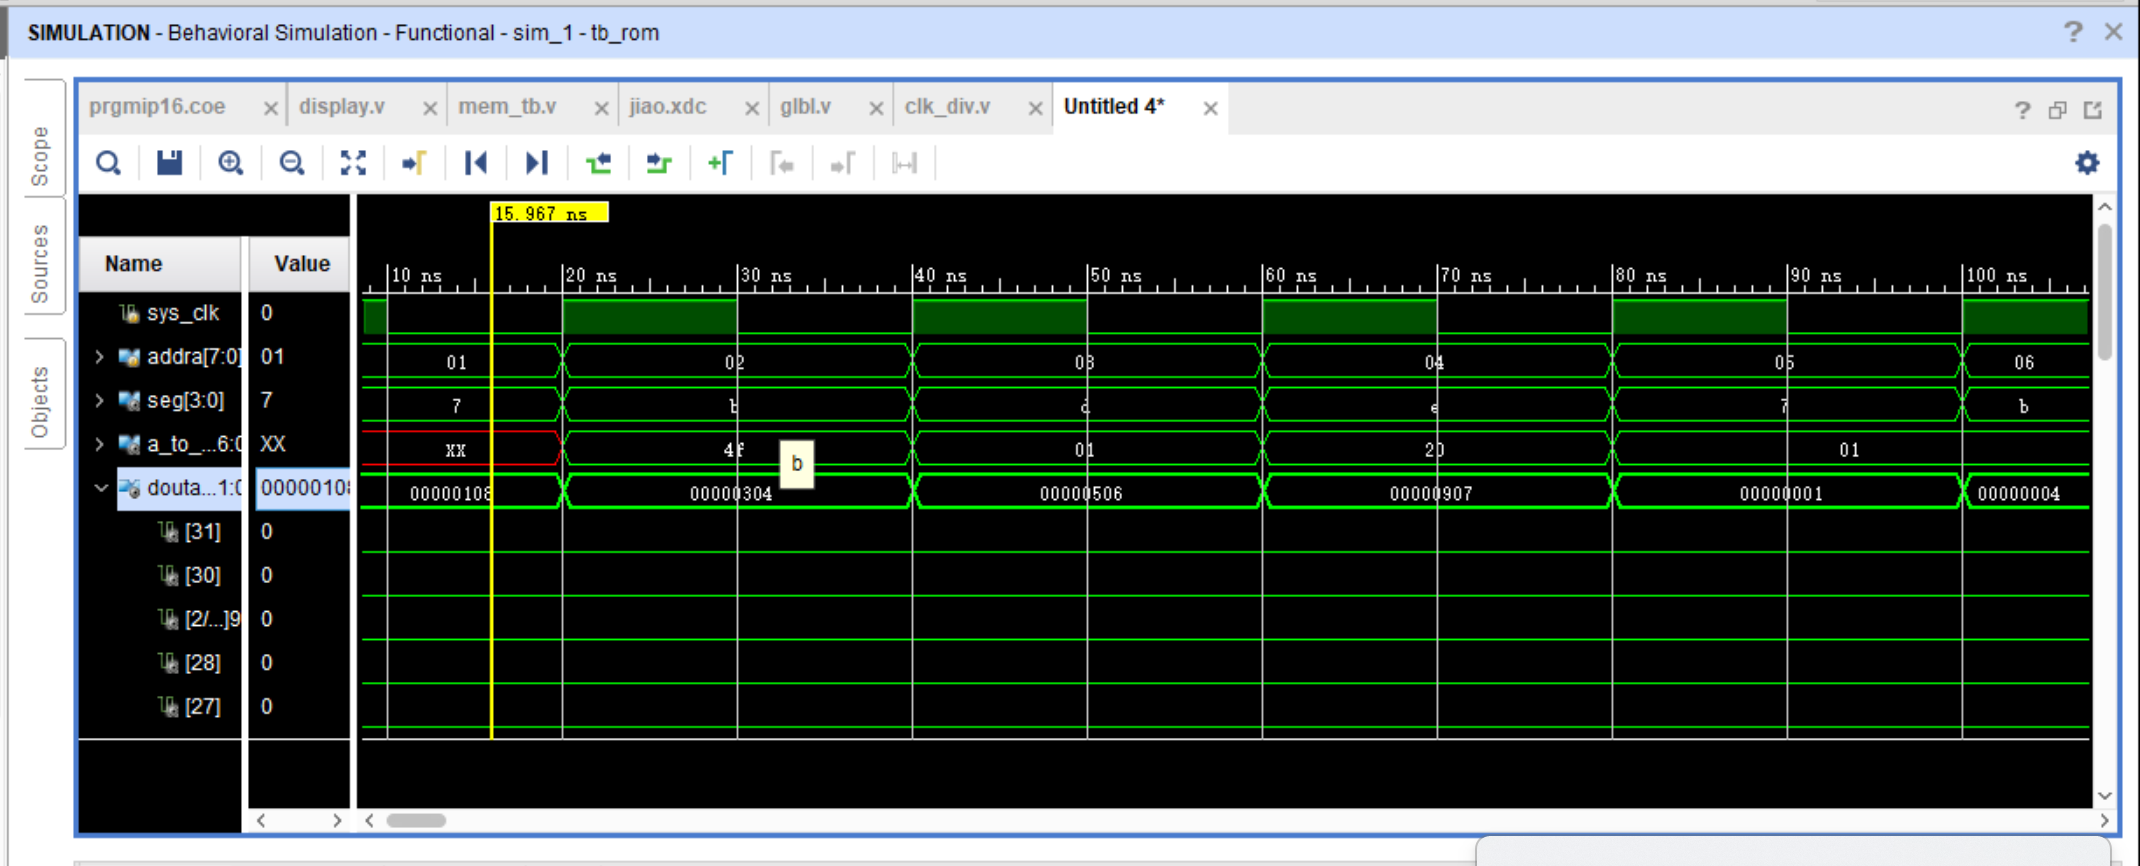 SIMULATION - Behavioral Simulation - Functional - sim_1 - tb_rom
Scope
Sources
Objects
prgmip16.coe display.v mem_tb.v jiao.xdc glbl.v clk_div.v Untitled 4*
15.967 ns
Name Value
10 ns 20 ns 30 ns 40 ns 50 ns 60 ns 70 ns 80 ns 90 ns 100 ns
sys_clk 0
addra[7:0] 01 01 02 03 04 05 06
seg[3:0] 7 7 b d e 7 b
a_to_...6:0 XX XX 4f 01 20 01
b
douta...1:0 00000108 00000108 00000304 00000506 00000907 00000001 00000004
[31] 0
[30] 0
[2/...]9 0
[28] 0
[27] 0